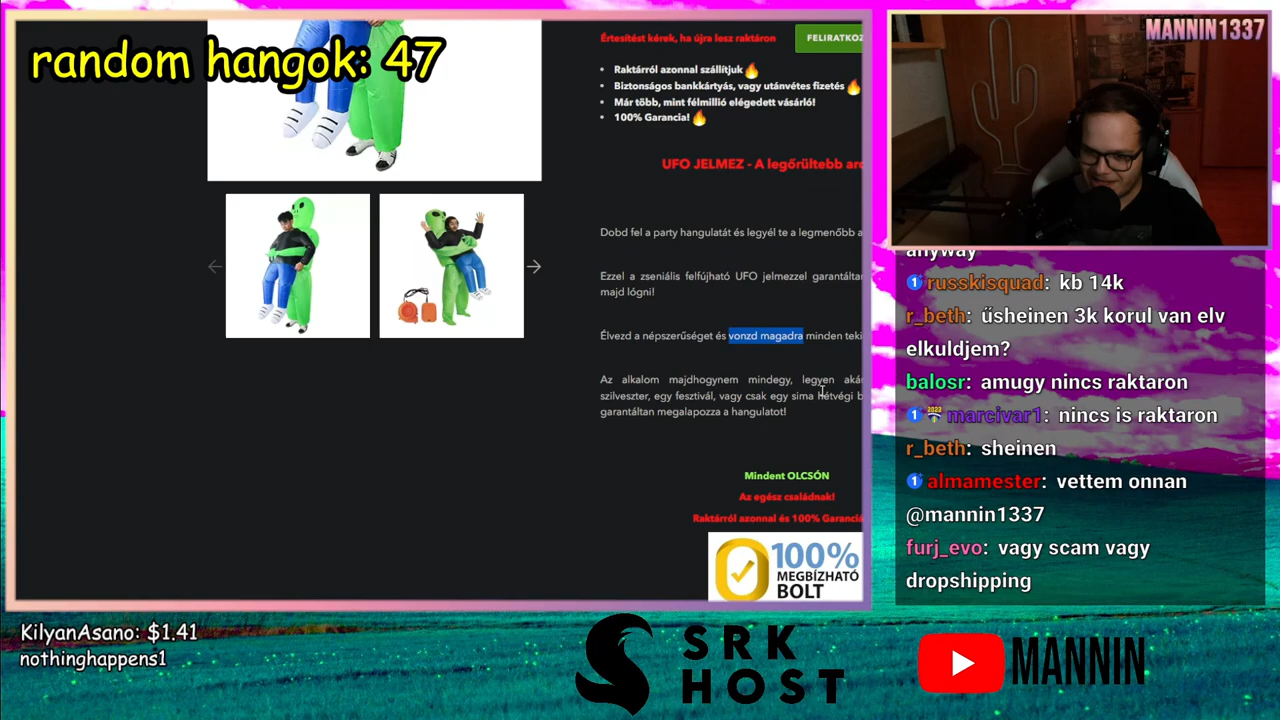 random hangok: 47
Értesítést kérek, ha újra lesz raktáron
FELIRATKOZ
Raktárról azonnal szállítjuk🔥
Biztonságos bankkártyás, vagy utánvétes fizetés🔥
Már több, mint félmillió elégedett vásárló!
100% Garancia!🔥
UFO JELMEZ - A legőrültebb arc
Dobd fel a party hangulatát és legyél te a legmenőbb a
Ezzel a zseniális felfújható UFO jelmezzel garantáltan
majd lógni!
Élvezd a népszerűséget és vonzd magadra minden teki
Az alkalom majdhogynem mindegy, legyen akár
szilveszter, egy fesztivál, vagy csak egy sima hétvégi b
garantáltan megalapozza a hangulatot!
Mindent OLCSÓN
Az egész családnak!
Raktárról azonnal és 100% Garanciá
100%
MEGBÍZHATÓ
BOLT
MANNIN1337
anyway
russkisquad: kb 14k
r_beth: űsheinen 3k korul van elv
elkuldjem?
balosr: amugy nincs raktaron
marcivar1: nincs is raktaron
r_beth: sheinen
almamester: vettem onnan
@mannin1337
furj_evo: vagy scam vagy
dropshipping
KilyanAsano: $1.41
nothinghappens1
SRK
HOST
MANNIN